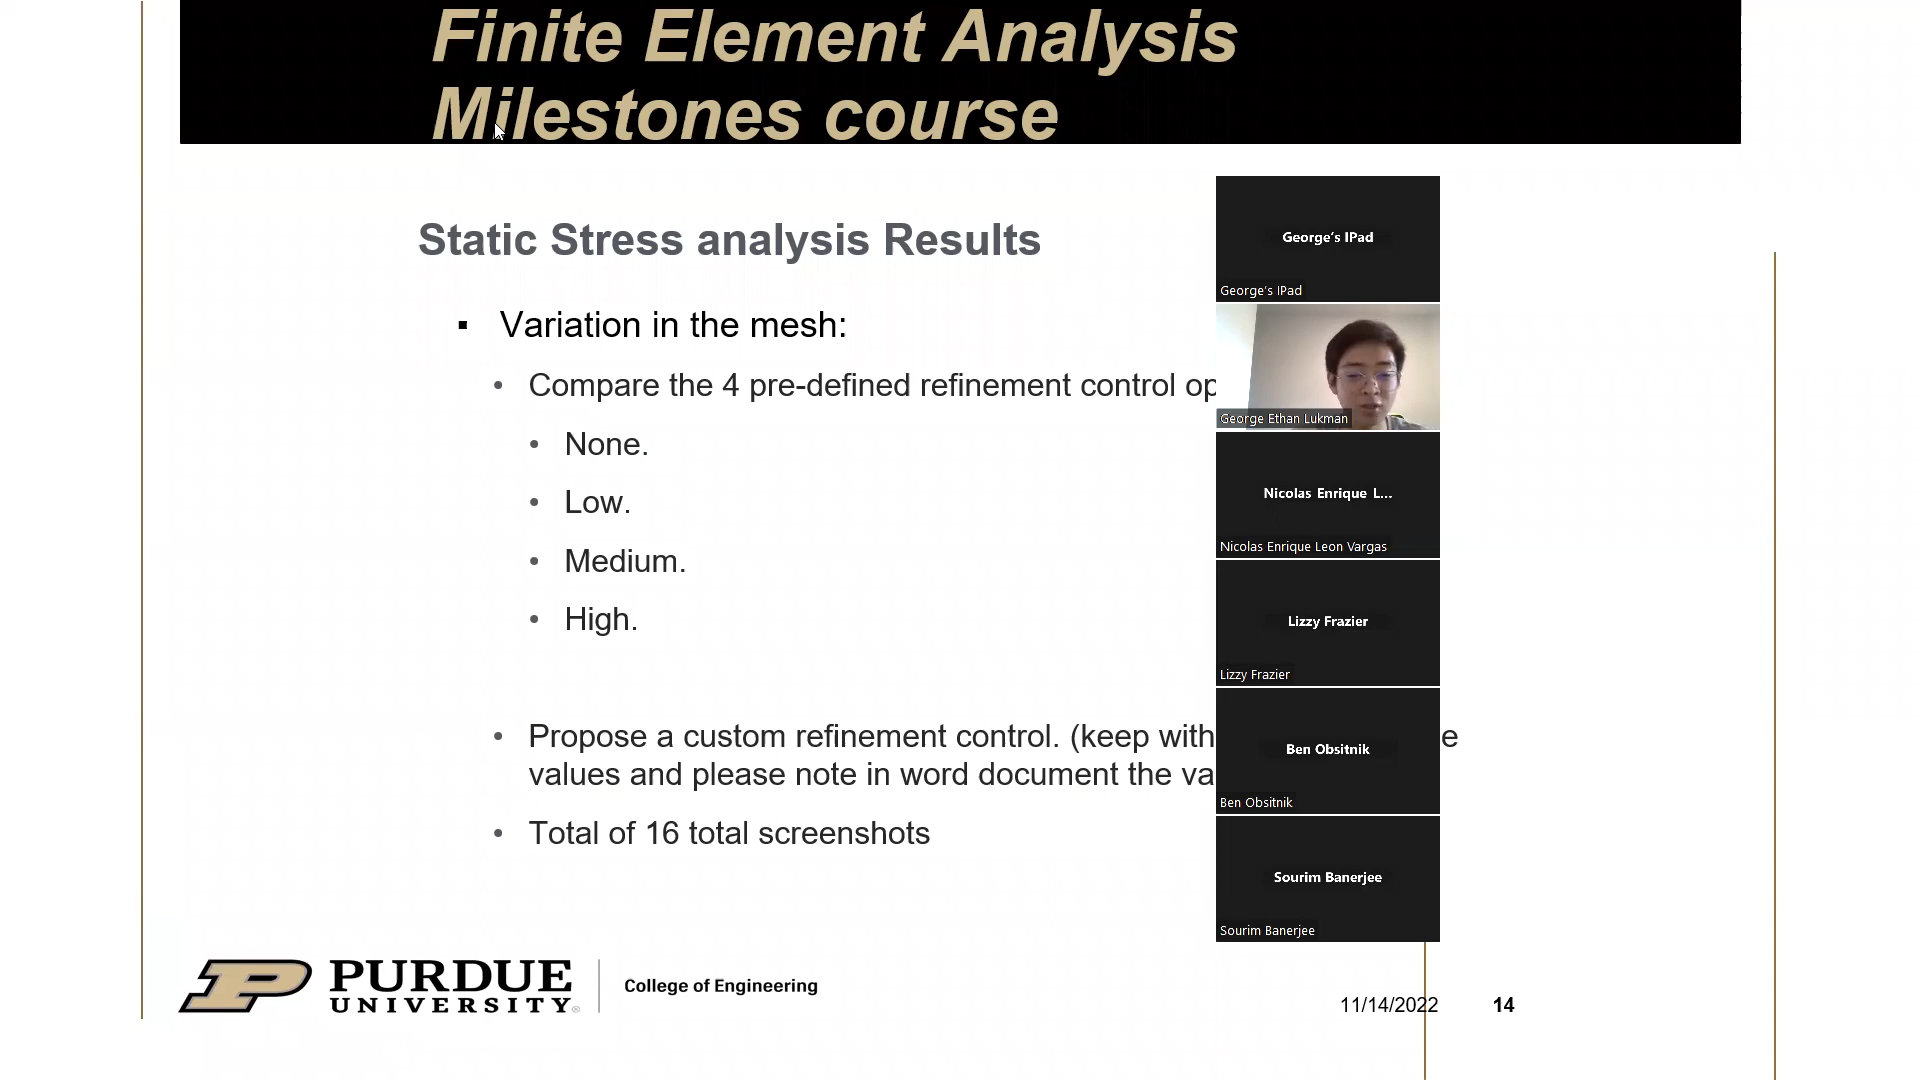 Finite Element Analysis
Milestones course
Static Stress analysis Results
▪ Variation in the mesh:
• Compare the 4 pre-defined refinement control
• None.
• Low.
• Medium.
• High.
• Propose a custom refinement control. (keep with
values and please note in word document the
• Total of 16 total screenshots
George's IPad
George's IPad
George Ethan Lukman
Nicolas Enrique L...
Nicolas Enrique Leon Vargas
Lizzy Frazier
Lizzy Frazier
Ben Obsitnik
Ben Obsitnik
Sourim Banerjee
Sourim Banerjee
PURDUE
UNIVERSITY®
College of Engineering
11/14/2022
14